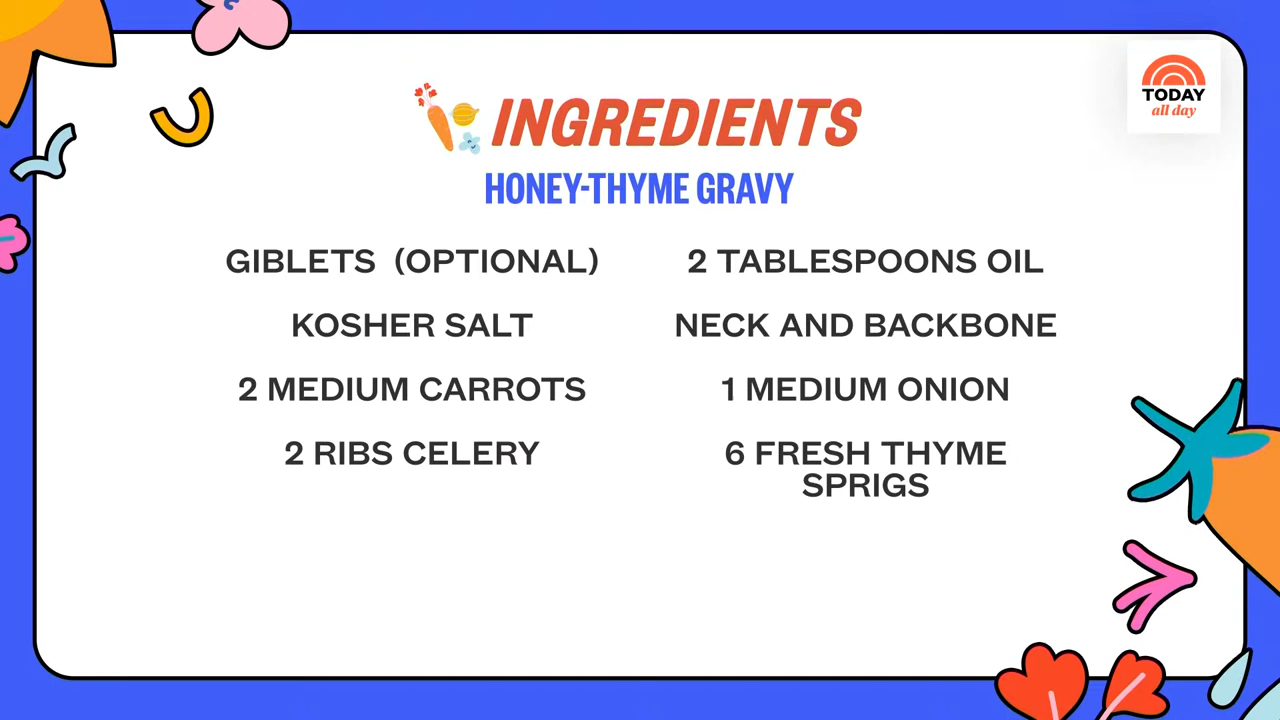 INGREDIENTS
HONEY-THYME GRAVY
GIBLETS (OPTIONAL)
KOSHER SALT
2 MEDIUM CARROTS
2 RIBS CELERY
2 TABLESPOONS OIL
NECK AND BACKBONE
1 MEDIUM ONION
6 FRESH THYME
SPRIGS
TODAY
all day